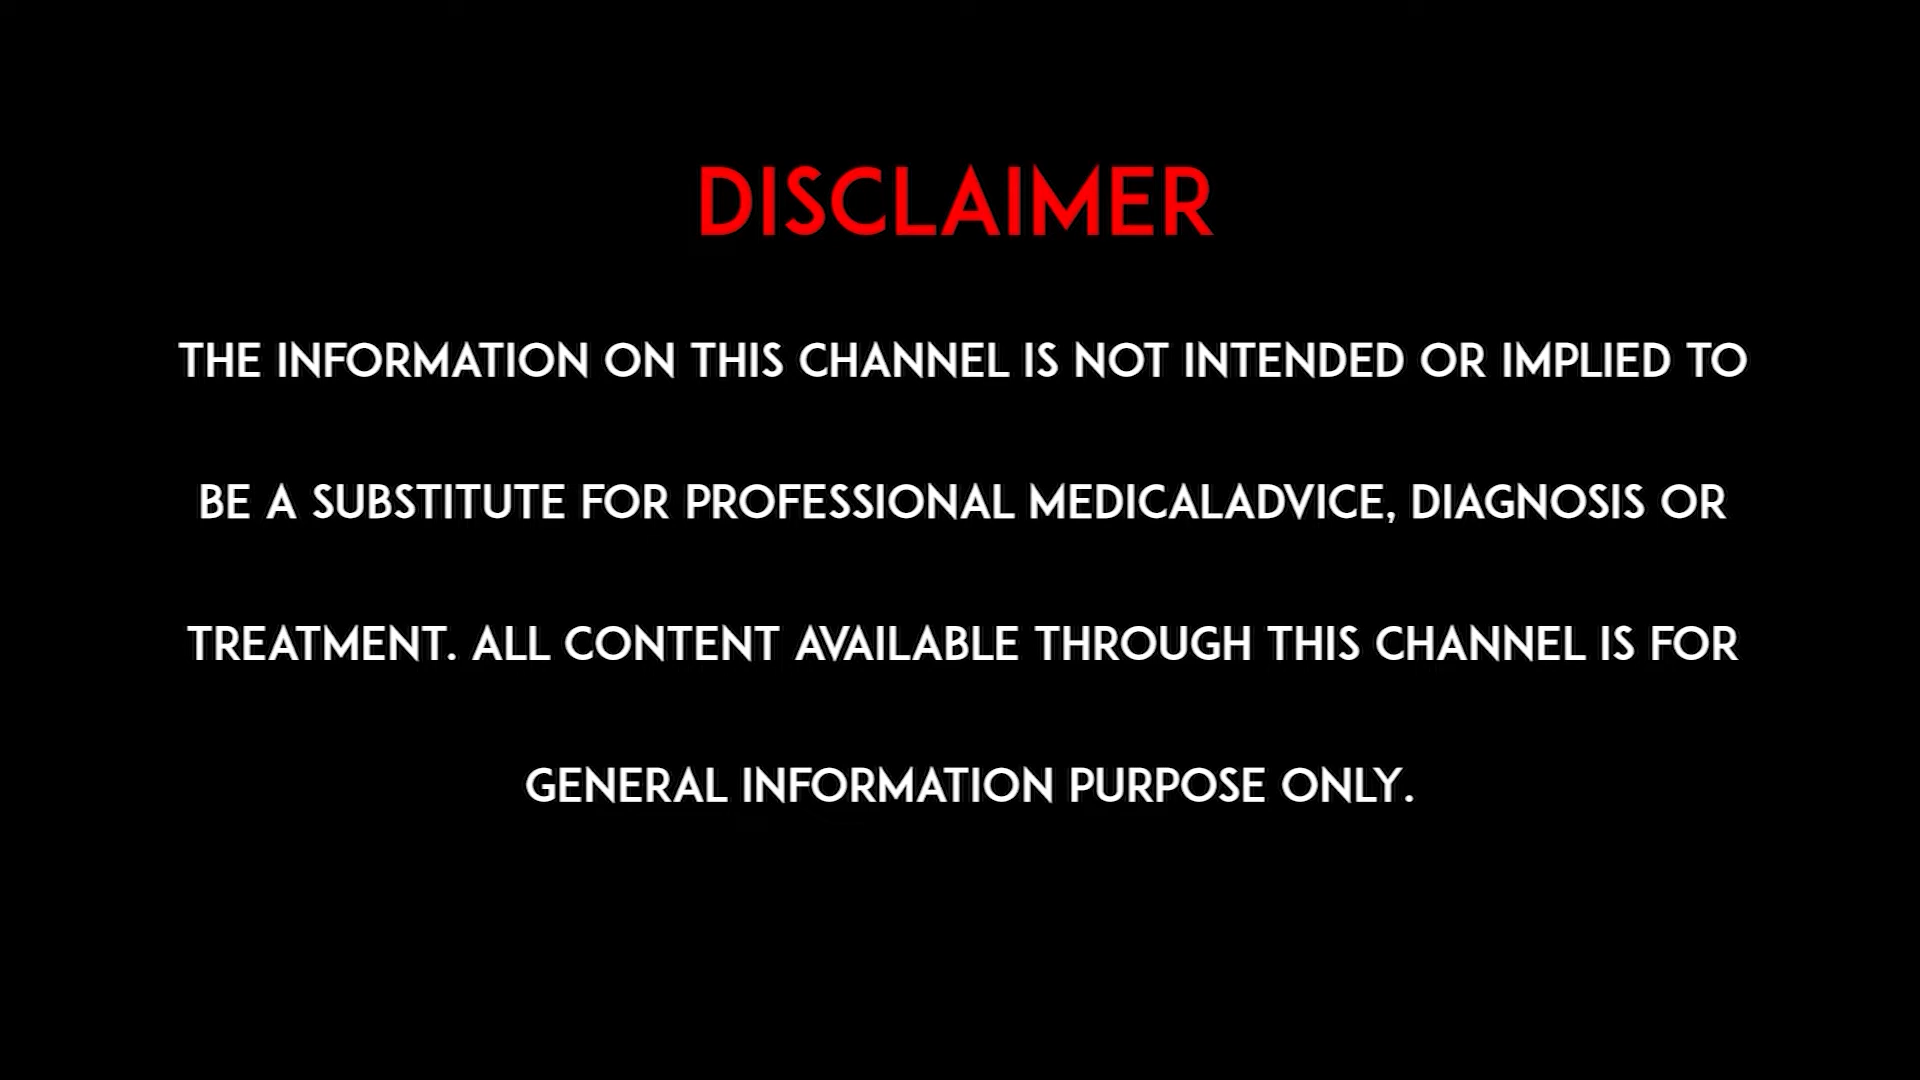 DISCLAIMER
THE INFORMATION ON THIS CHANNEL IS NOT INTENDED OR IMPLIED TO
BE A SUBSTITUTE FOR PROFESSIONAL MEDICALADVICE, DIAGNOSIS OR
TREATMENT. ALL CONTENT AVAILABLE THROUGH THIS CHANNEL IS FOR
GENERAL INFORMATION PURPOSE ONLY.